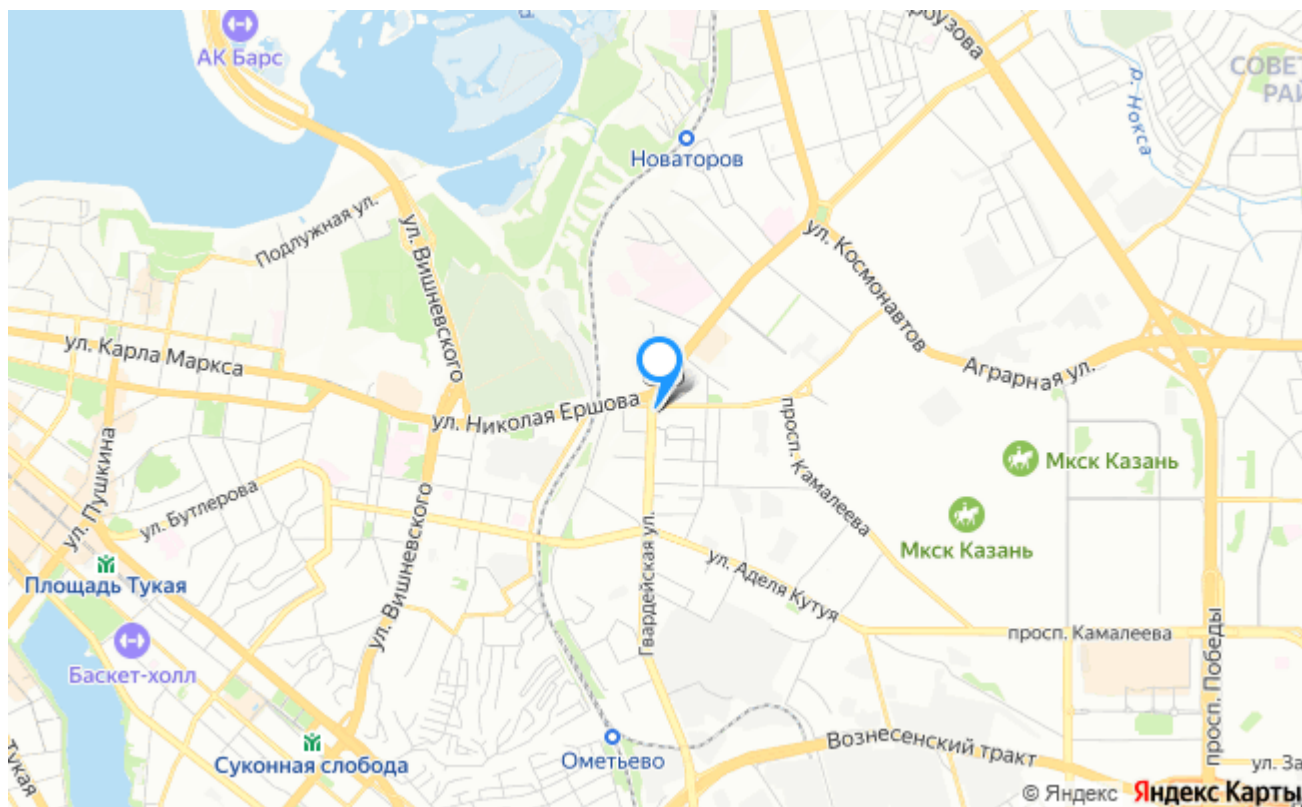 АК Барс
роузова
СОВЕТ
РАЙ
р. Нокса
Новаторов
Подлужная ул.
ул. Вишневского
ул. Космонавтов
ул. Карла Маркса
Аграрная ул.
ул. Николая Ершова
просп. Камалеева
Мкск Казань
ул. Пушкина
ул. Бутлерова
ул. Вишневского
Мкск Казань
Гвардейская ул.
ул. Аделя Кутуя
Площадь Тукая
просп. Камалеева
Баскет-холл
просп. Победы
Ометьево
Вознесенский тракт
Суконная слобода
Тукая
ул. За
© Яндекс Яндекс Карты